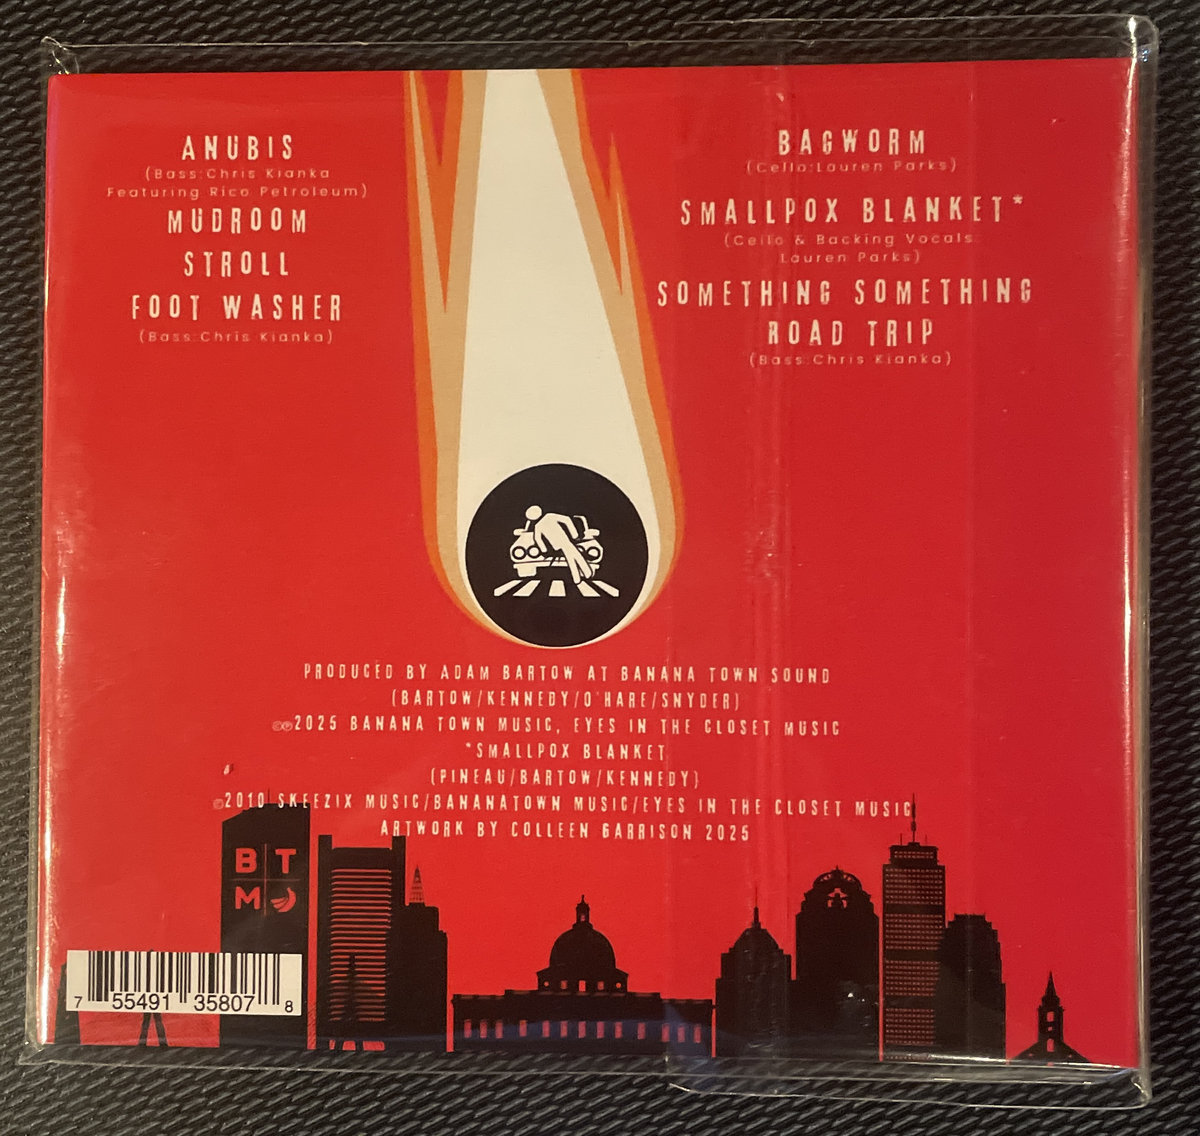 ANUBIS
(Bass:Chris Kianka
Featuring Rico Petroleum)
MUDROOM
STROLL
FOOT WASHER
(Bass:Chris Kianka)
BAGWORM
(Cello:Lauren Parks)
SMALLPOX BLANKET*
(Cello & Backing Vocals:
Lauren Parks)
SOMETHING SOMETHING
ROAD TRIP
(Bass:Chris Kianka)
PRODUCED BY ADAM BARTOW AT BANANA TOWN SOUND
(BARTOW/KENNEDY/O'HARE/SNYDER)
©℗2025 BANANA TOWN MUSIC, EYES IN THE CLOSET MUSIC
*SMALLPOX BLANKET
(PINEAU/BARTOW/KENNEDY)
©2010 SKEEZIX MUSIC/BANANATOWN MUSIC/EYES IN THE CLOSET MUSIC
ARTWORK BY COLLEEN GARRISON 2025
B T
M
7 55491 35807 8